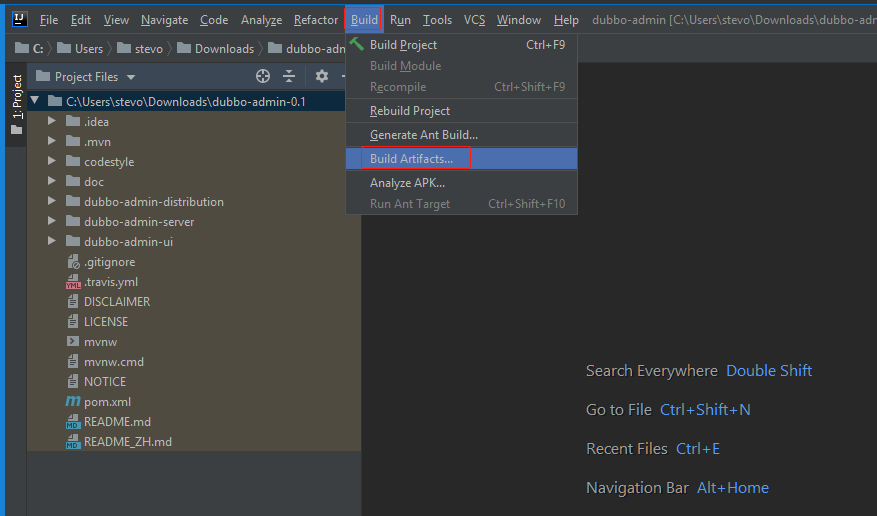 IJ File Edit View Navigate Code Analyze Refactor Build Run Tools VCS Window Help dubbo-admin [C:\Users\stevo\Downloads\dubbo-adm
C: Users stevo Downloads dubbo-adm
1: Project
Project Files
C:\Users\stevo\Downloads\dubbo-admin-0.1
.idea
.mvn
codestyle
doc
dubbo-admin-distribution
dubbo-admin-server
dubbo-admin-ui
.gitignore
YML .travis.yml
DISCLAIMER
LICENSE
mvnw
mvnw.cmd
NOTICE
m pom.xml
MD README.md
MD README_ZH.md
Build Project Ctrl+F9
Build Module
Recompile Ctrl+Shift+F9
Rebuild Project
Generate Ant Build...
Build Artifacts...
Analyze APK...
Run Ant Target Ctrl+Shift+F10
Search Everywhere Double Shift
Go to File Ctrl+Shift+N
Recent Files Ctrl+E
Navigation Bar Alt+Home